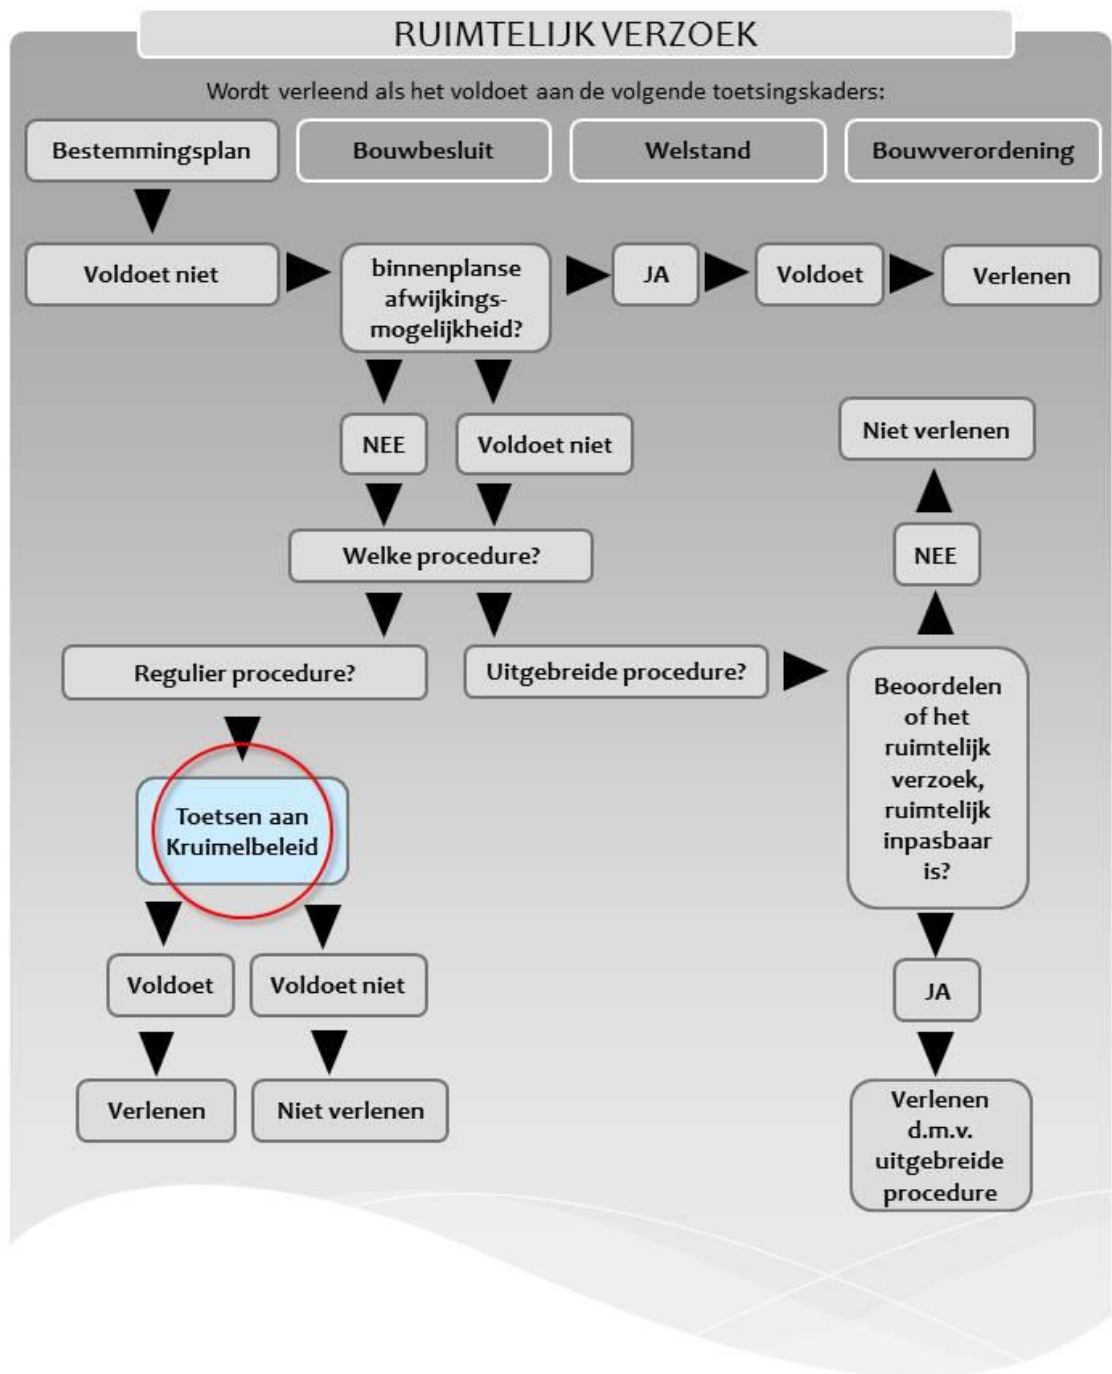 RUIMTELIJK VERZOEK
Wordt verleend als het voldoet aan de volgende toetsingskaders:
Bestemmingsplan
Bouwbesluit
Welstand
Bouwverordening
Voldoet niet
binnenplanse
afwijkings-
mogelijkheid?
JA
Voldoet
Verlenen
NEE
Voldoet niet
Niet verlenen
Welke procedure?
NEE
Regulier procedure?
Uitgebreide procedure?
Beoordelen
of het
ruimtelijk
verzoek,
ruimtelijk
inpasbaar
is?
Toetsen aan
Kruimelbeleid
Voldoet
Voldoet niet
JA
Verlenen
Niet verlenen
Verlenen
d.m.v.
uitgebreide
procedure